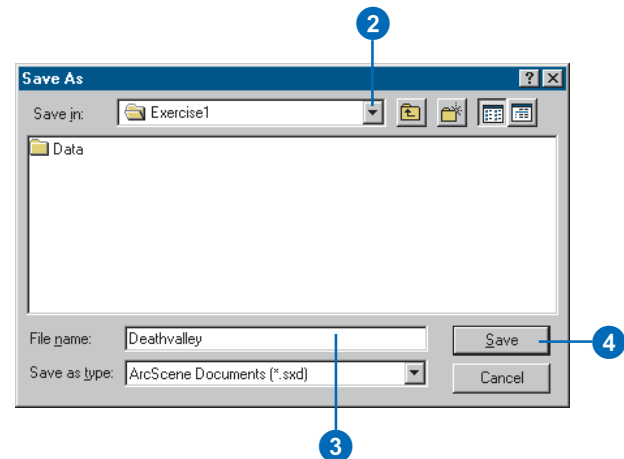 2
Save As
Save in: Exercise1
Data
File name: Deathvalley Save
4
Save as type: ArcScene Documents (*.sxd) Cancel
3